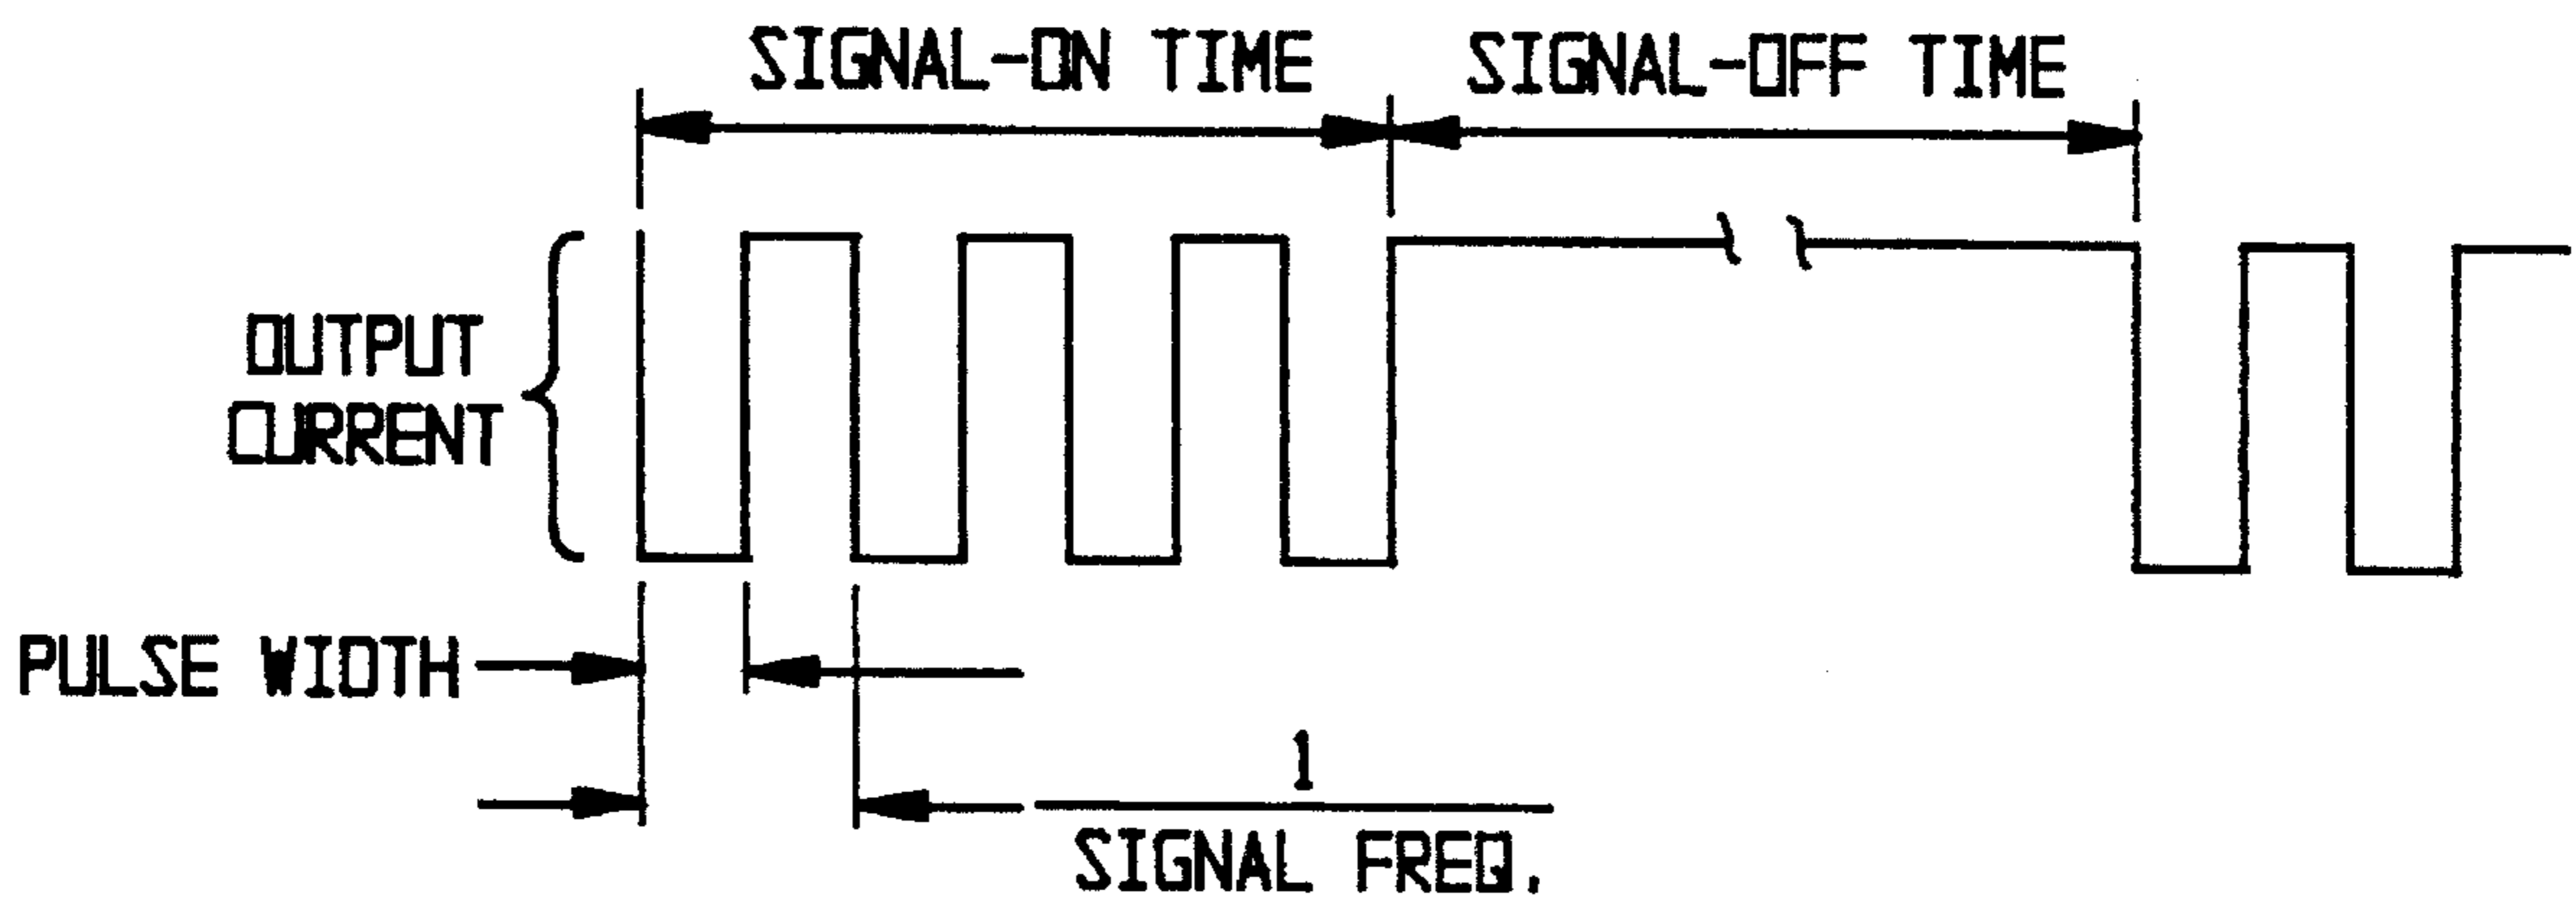 SIGNAL-ON TIME
SIGNAL-OFF TIME
OUTPUT
CURRENT
PULSE WIDTH
1
SIGNAL FREQ.